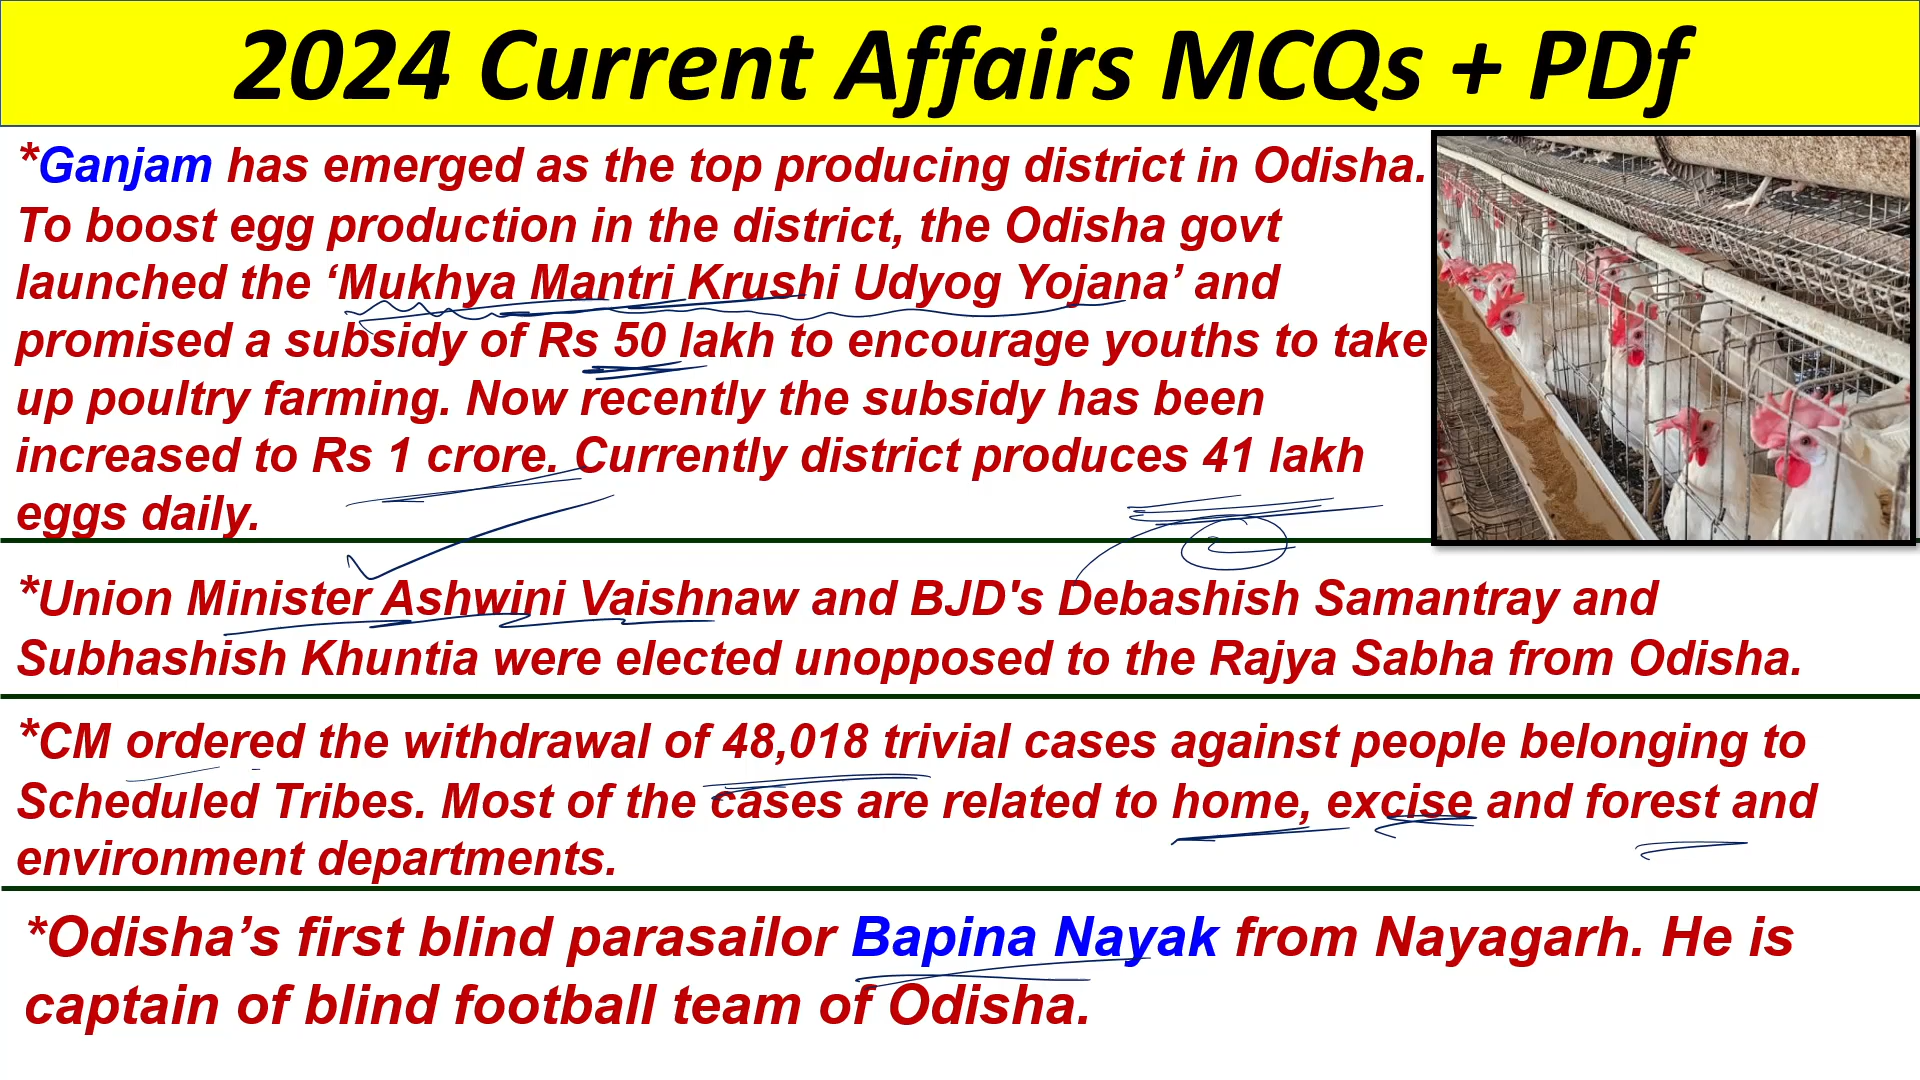 2024 Current Affairs MCQs + PDf
*Ganjam has emerged as the top producing district in Odisha.
To boost egg production in the district, the Odisha govt
launched the ‘Mukhya Mantri Krushi Udyog Yojana’ and
promised a subsidy of Rs 50 lakh to encourage youths to take
up poultry farming. Now recently the subsidy has been
increased to Rs 1 crore. Currently district produces 41 lakh
eggs daily.
*Union Minister Ashwini Vaishnaw and BJD's Debashish Samantray and
Subhashish Khuntia were elected unopposed to the Rajya Sabha from Odisha.
*CM ordered the withdrawal of 48,018 trivial cases against people belonging to
Scheduled Tribes. Most of the cases are related to home, excise and forest and
environment departments.
*Odisha’s first blind parasailor Bapina Nayak from Nayagarh. He is
captain of blind football team of Odisha.